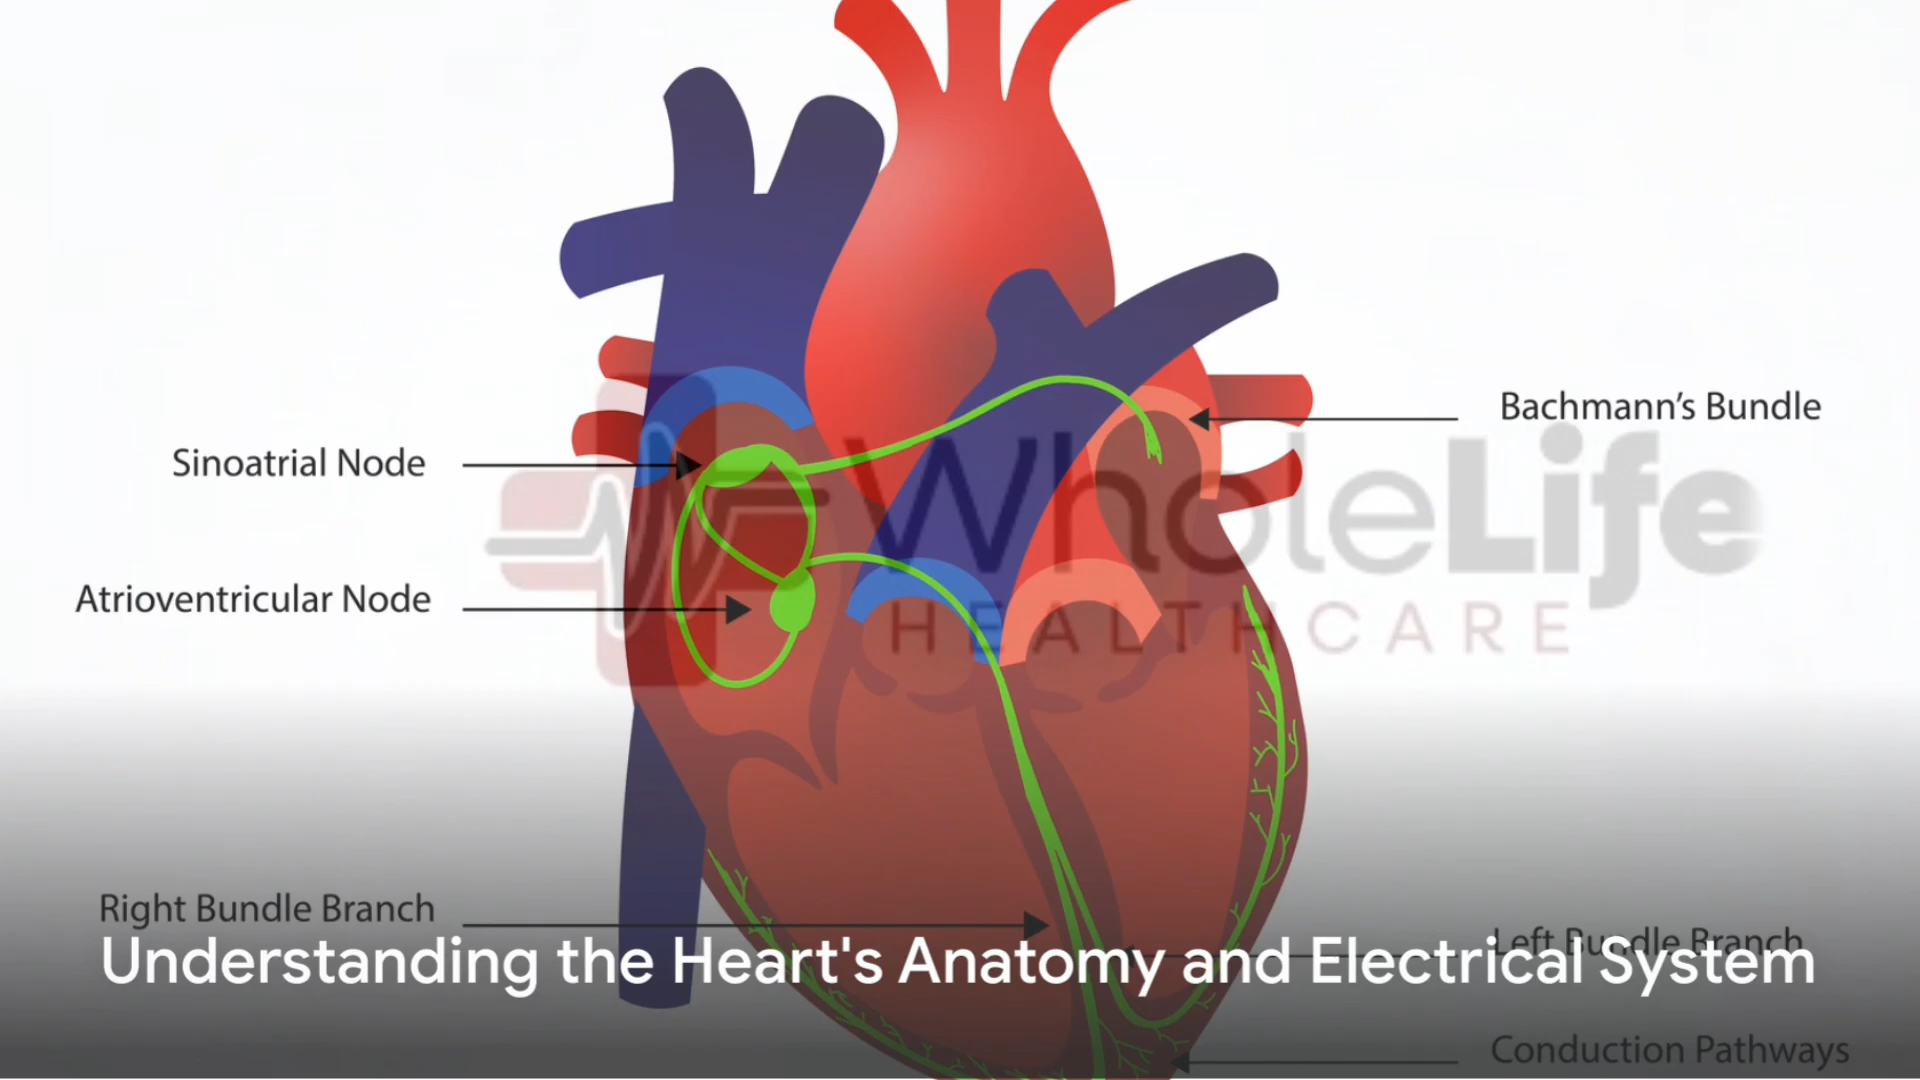 Bachmann’s Bundle
Sinoatrial Node
WholeLife
HEALTHCARE
Atrioventricular Node
Right Bundle Branch
Left Bundle Branch
Understanding the Heart's Anatomy and Electrical System
Conduction Pathways